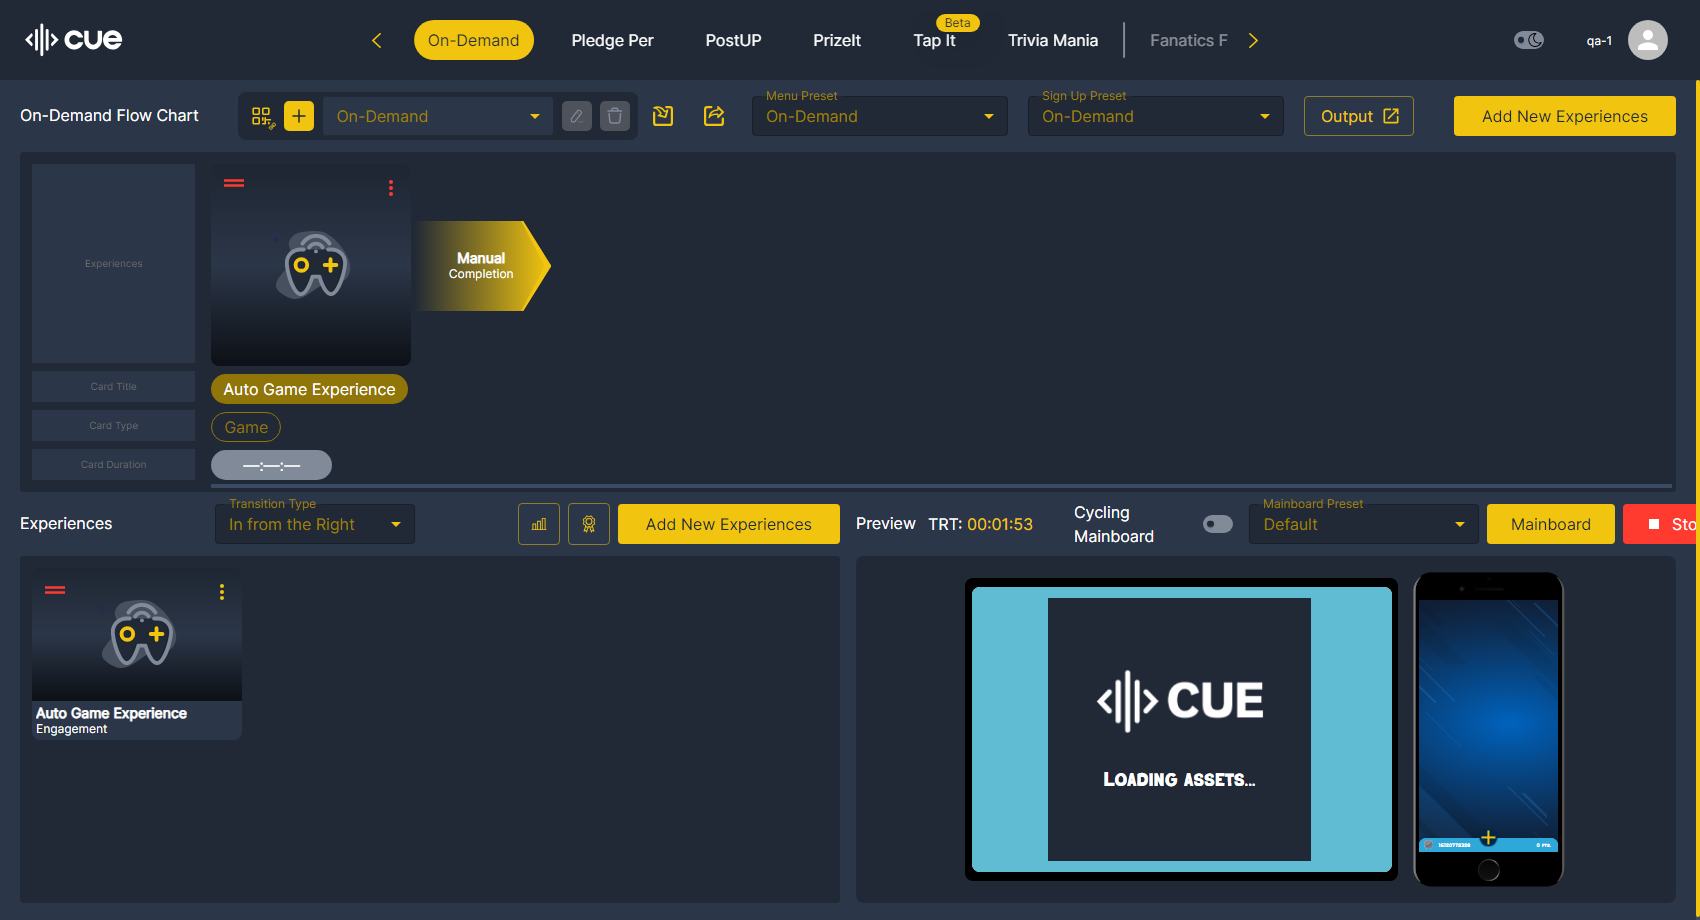 CUE
On-Demand
Pledge Per
PostUP
PrizeIt
Beta
Tap It
Trivia Mania
Fanatics F
qa-1
On-Demand Flow Chart
On-Demand
Menu Preset
On-Demand
Sign Up Preset
On-Demand
Output
Add New Experiences
Experiences
Manual
Completion
Card Title
Auto Game Experience
Card Type
Game
Card Duration
—:—:—
Experiences
Transition Type
In from the Right
Add New Experiences
Preview
TRT: 00:01:53
Cycling
Mainboard
Mainboard Preset
Default
Mainboard
Sto
Auto Game Experience
Engagement
CUE
LOADING ASSETS...
0 PTS.